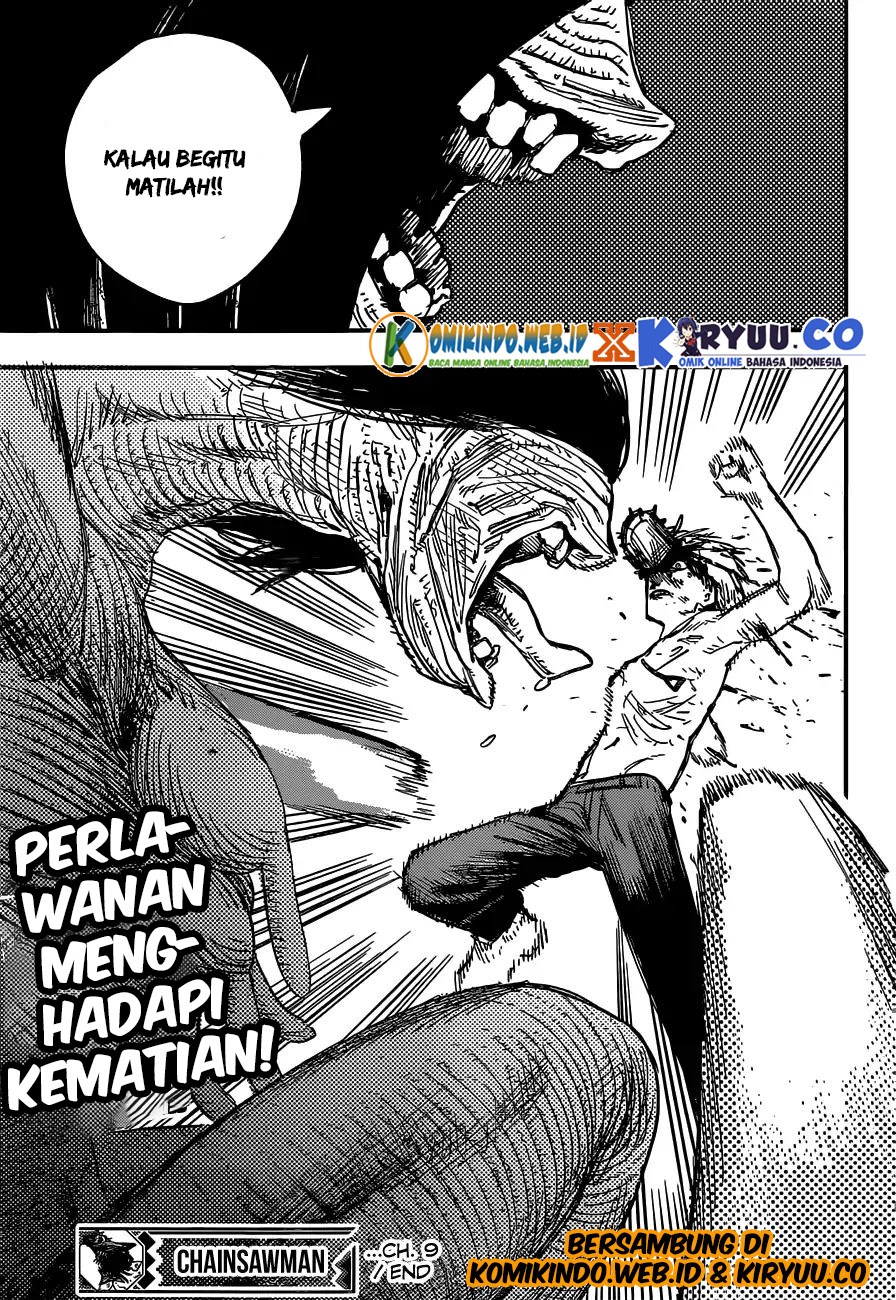 KALAU BEGITU
MATILAH!!
KOMIKINDO.WEB.ID X KIRYUU.CO
BACA MANGA ONLINE BAHASA INDONESIA OMIK ONLINE BAHASA INDONESIA
PERLA-
WANAN
MENG-
HADAPI
KEMATIAN!
CHAINSAWMAN
...CH. 9
/ END
BERSAMBUNG DI
KOMIKINDO.WEB.ID & KIRYUU.CO